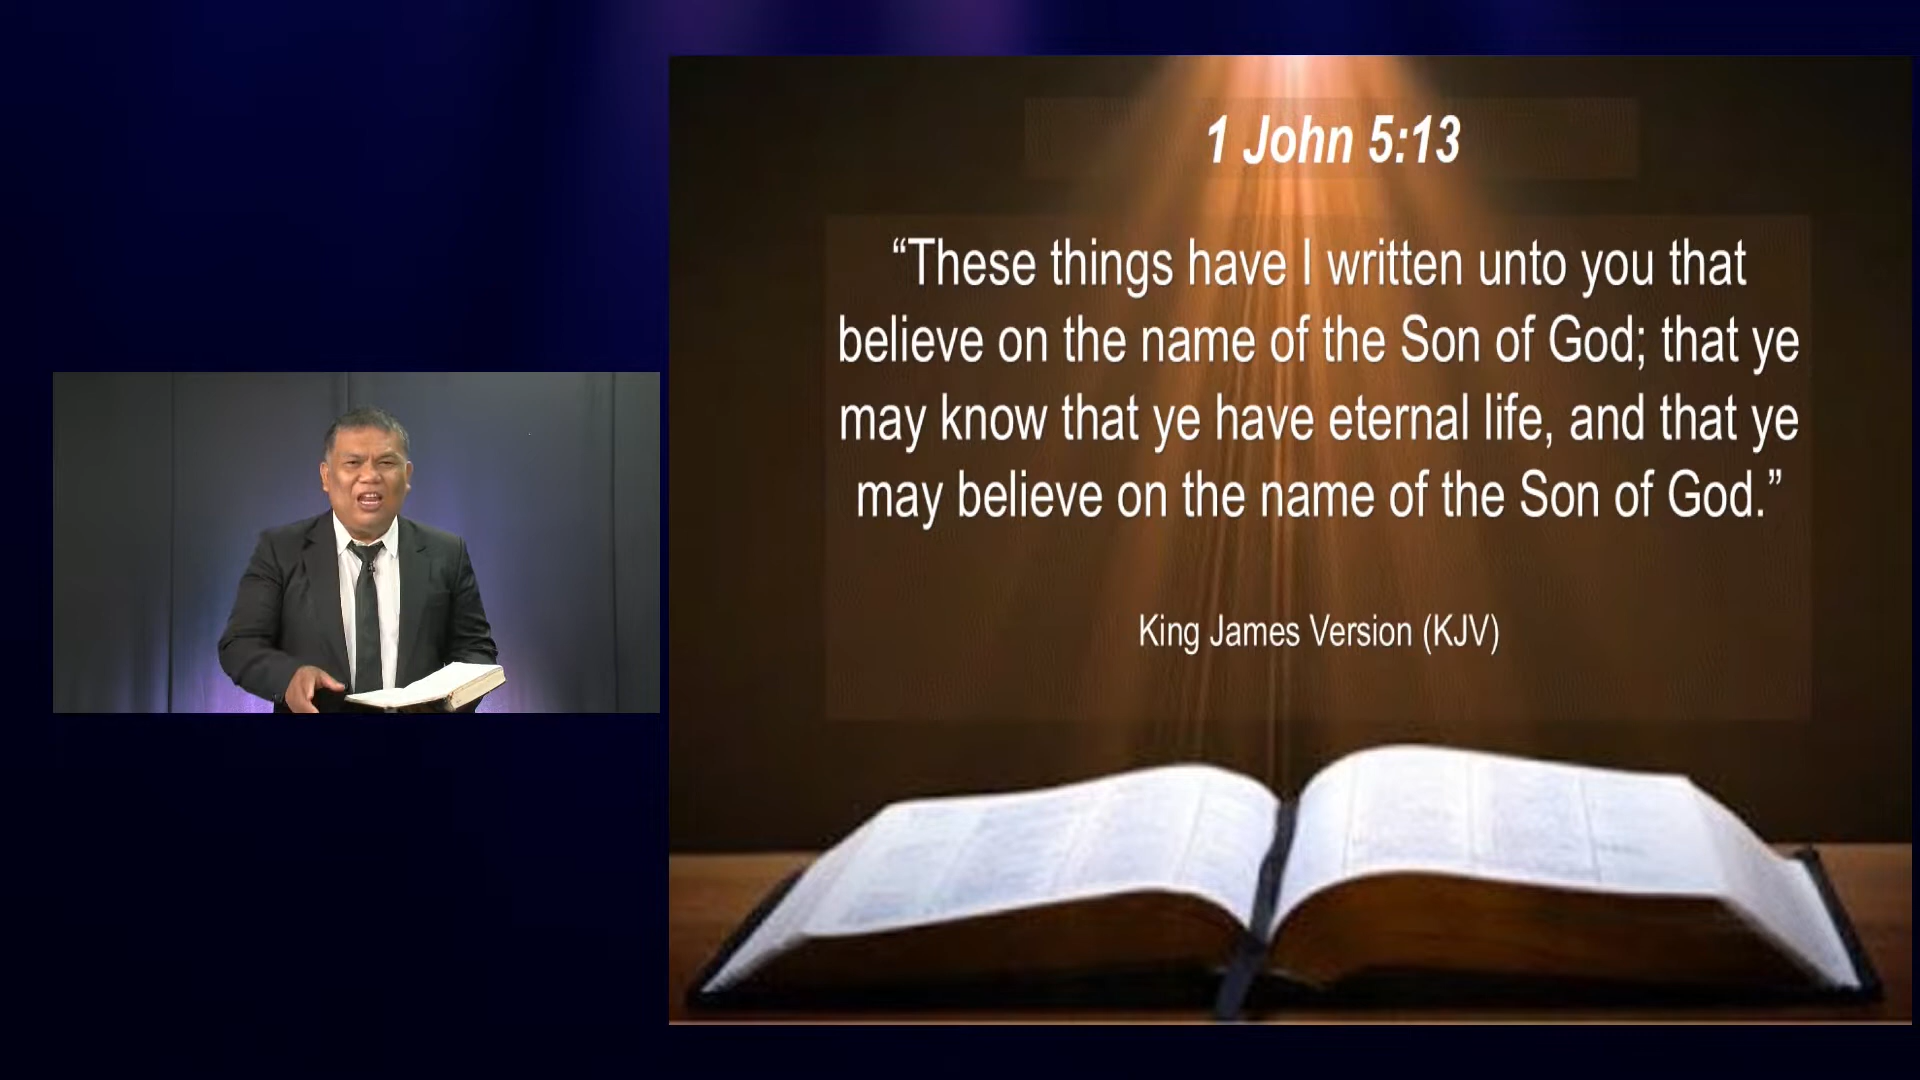 1 John 5:13
“These things have I written unto you that
believe on the name of the Son of God; that ye
may know that ye have eternal life, and that ye
may believe on the name of the Son of God.”
King James Version (KJV)